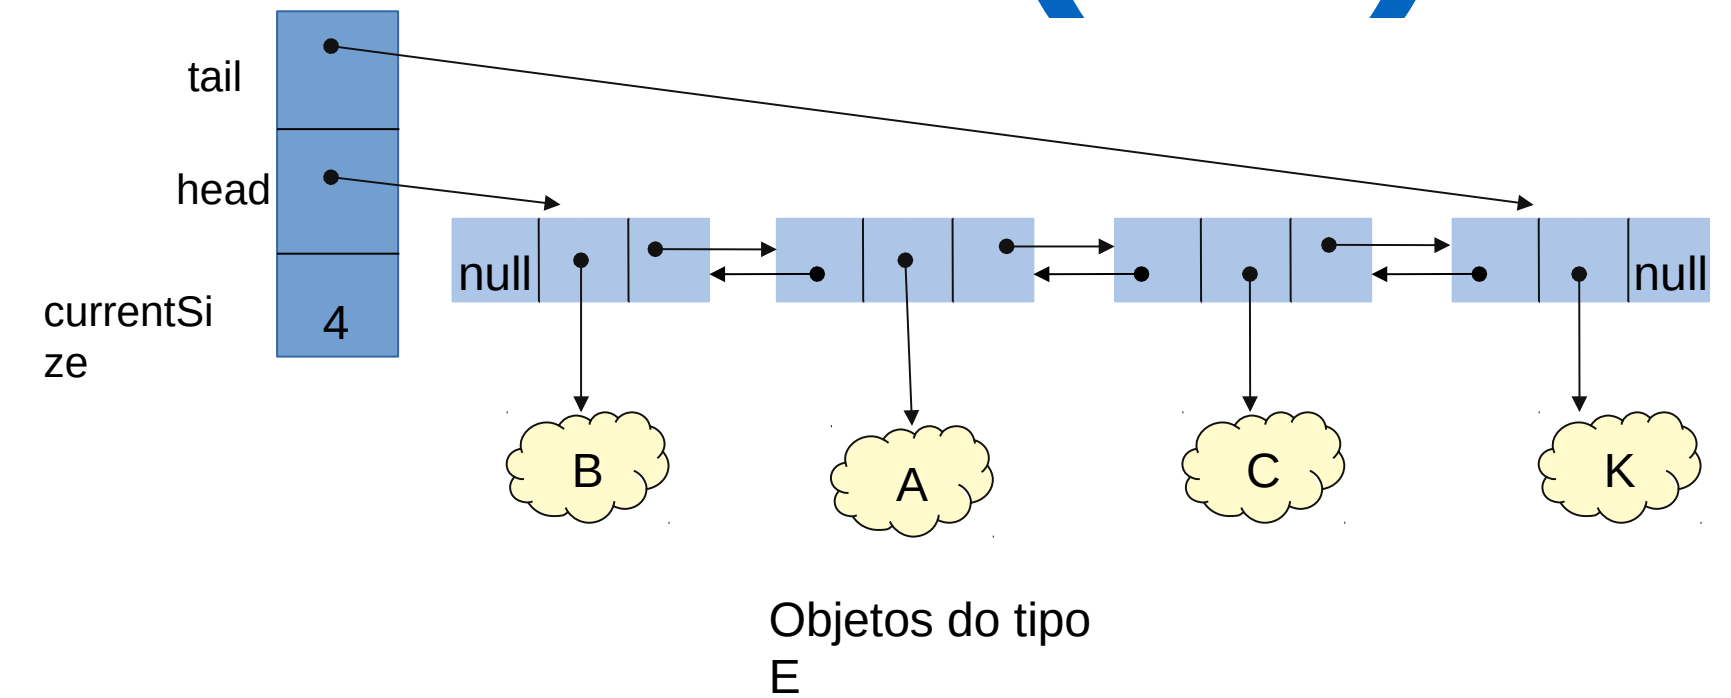 tail
head
null
null
currentSi
ze
4
B
A
C
K
Objetos do tipo
E